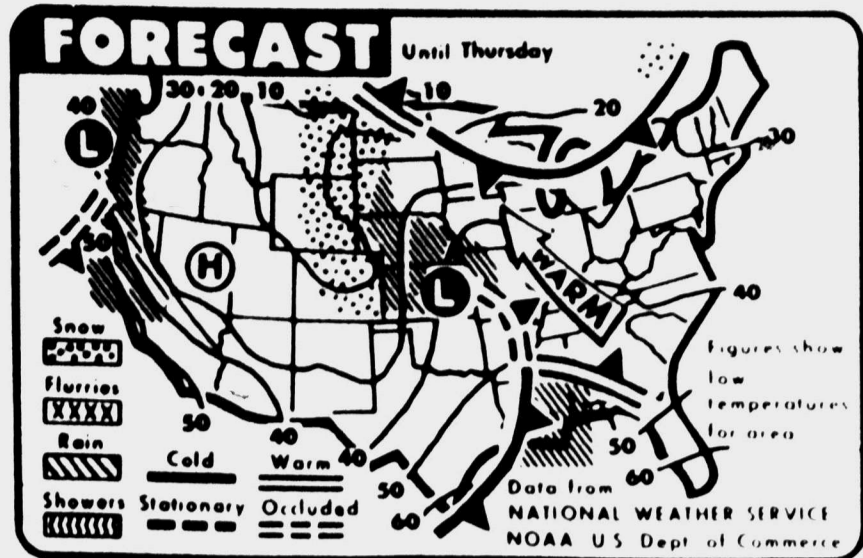 FORECAST
Until Thursday
40
30
20
10
10
20
30
L
50
H
WARM
L
40
Snow
Flurries
Rain
Showers
50
40
40
50
60
50
60
Cold
Warm
Stationary
Occluded
Figures show
low
temperatures
for area
Data from
NATIONAL WEATHER SERVICE
NOAA US Dept of Commerce